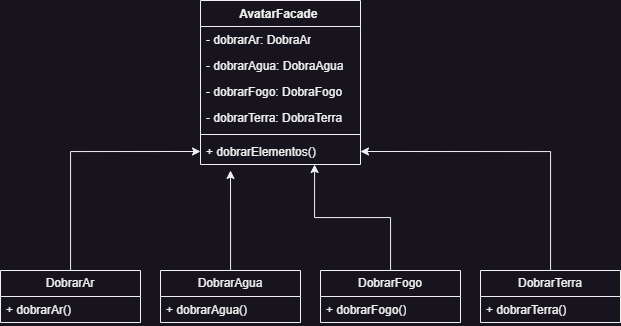 AvatarFacade
- dobrarAr: DobraAr
- dobrarAgua: DobraAgua
- dobrarFogo: DobraFogo
- dobrarTerra: DobraTerra
+ dobrarElementos()
DobrarAr
+ dobrarAr()
DobrarAgua
+ dobrarAgua()
DobrarFogo
+ dobrarFogo()
DobrarTerra
+ dobrarTerra()